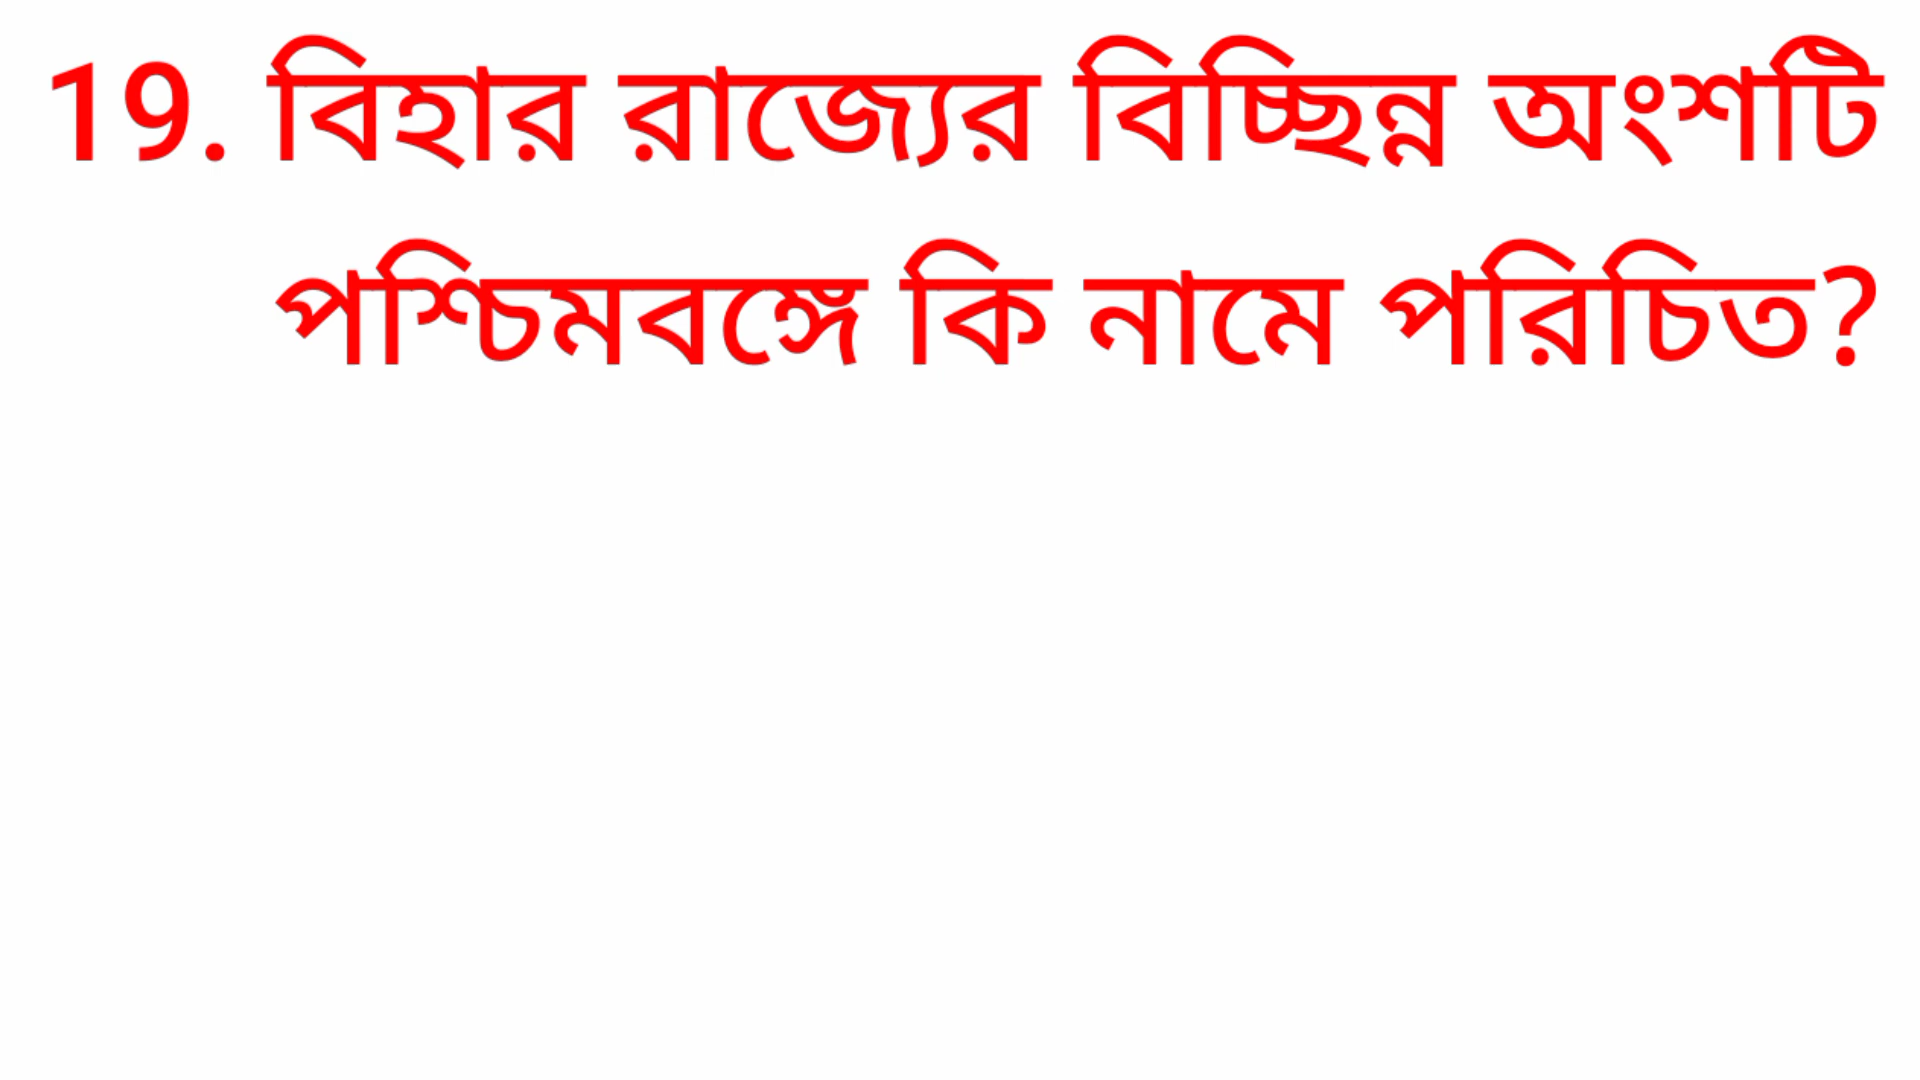 19. বিহার রাজ্যের বিচ্ছিন্ন অংশটি
পশ্চিমবঙ্গে কি নামে পরিচিত?